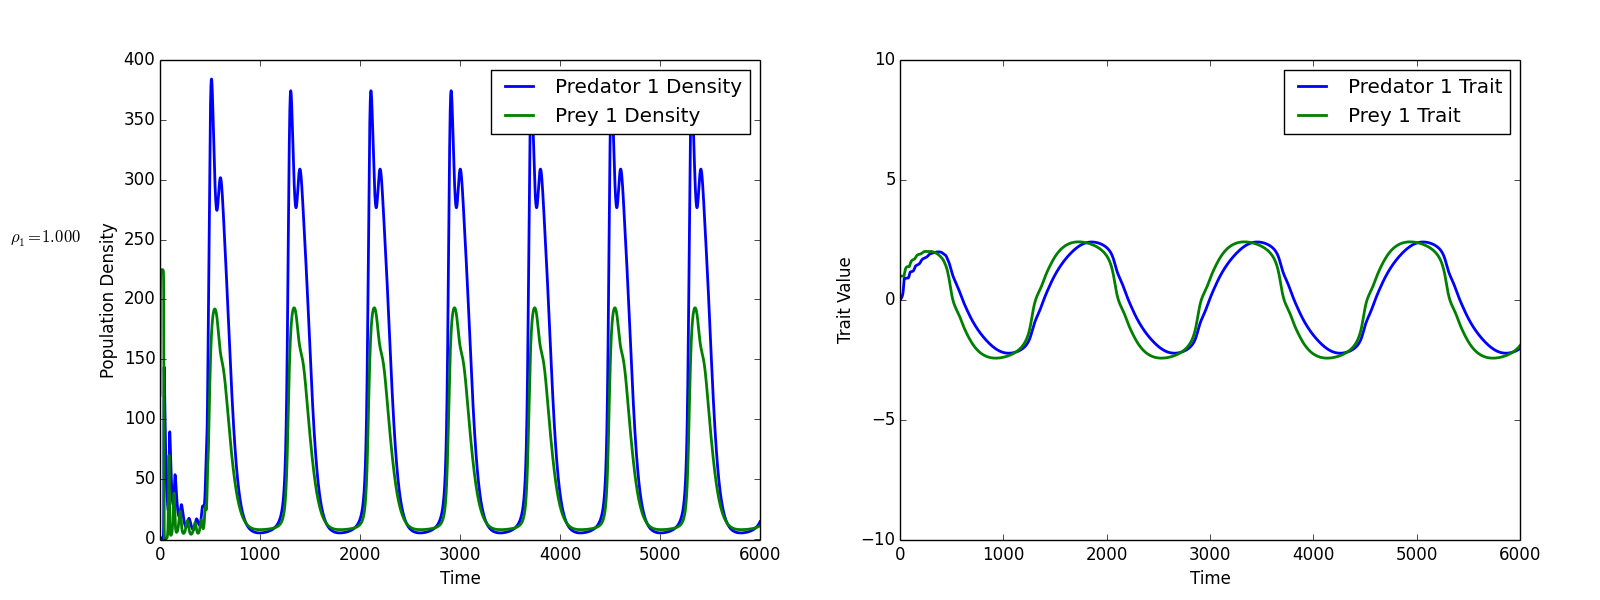 ρ₁=1.000
Population Density
400
350
300
250
200
150
100
50
0
0 1000 2000 3000 4000 5000 6000
Time
Predator 1 Density
Prey 1 Density
Trait Value
10
5
0
−5
−10
0 1000 2000 3000 4000 5000 6000
Time
Predator 1 Trait
Prey 1 Trait